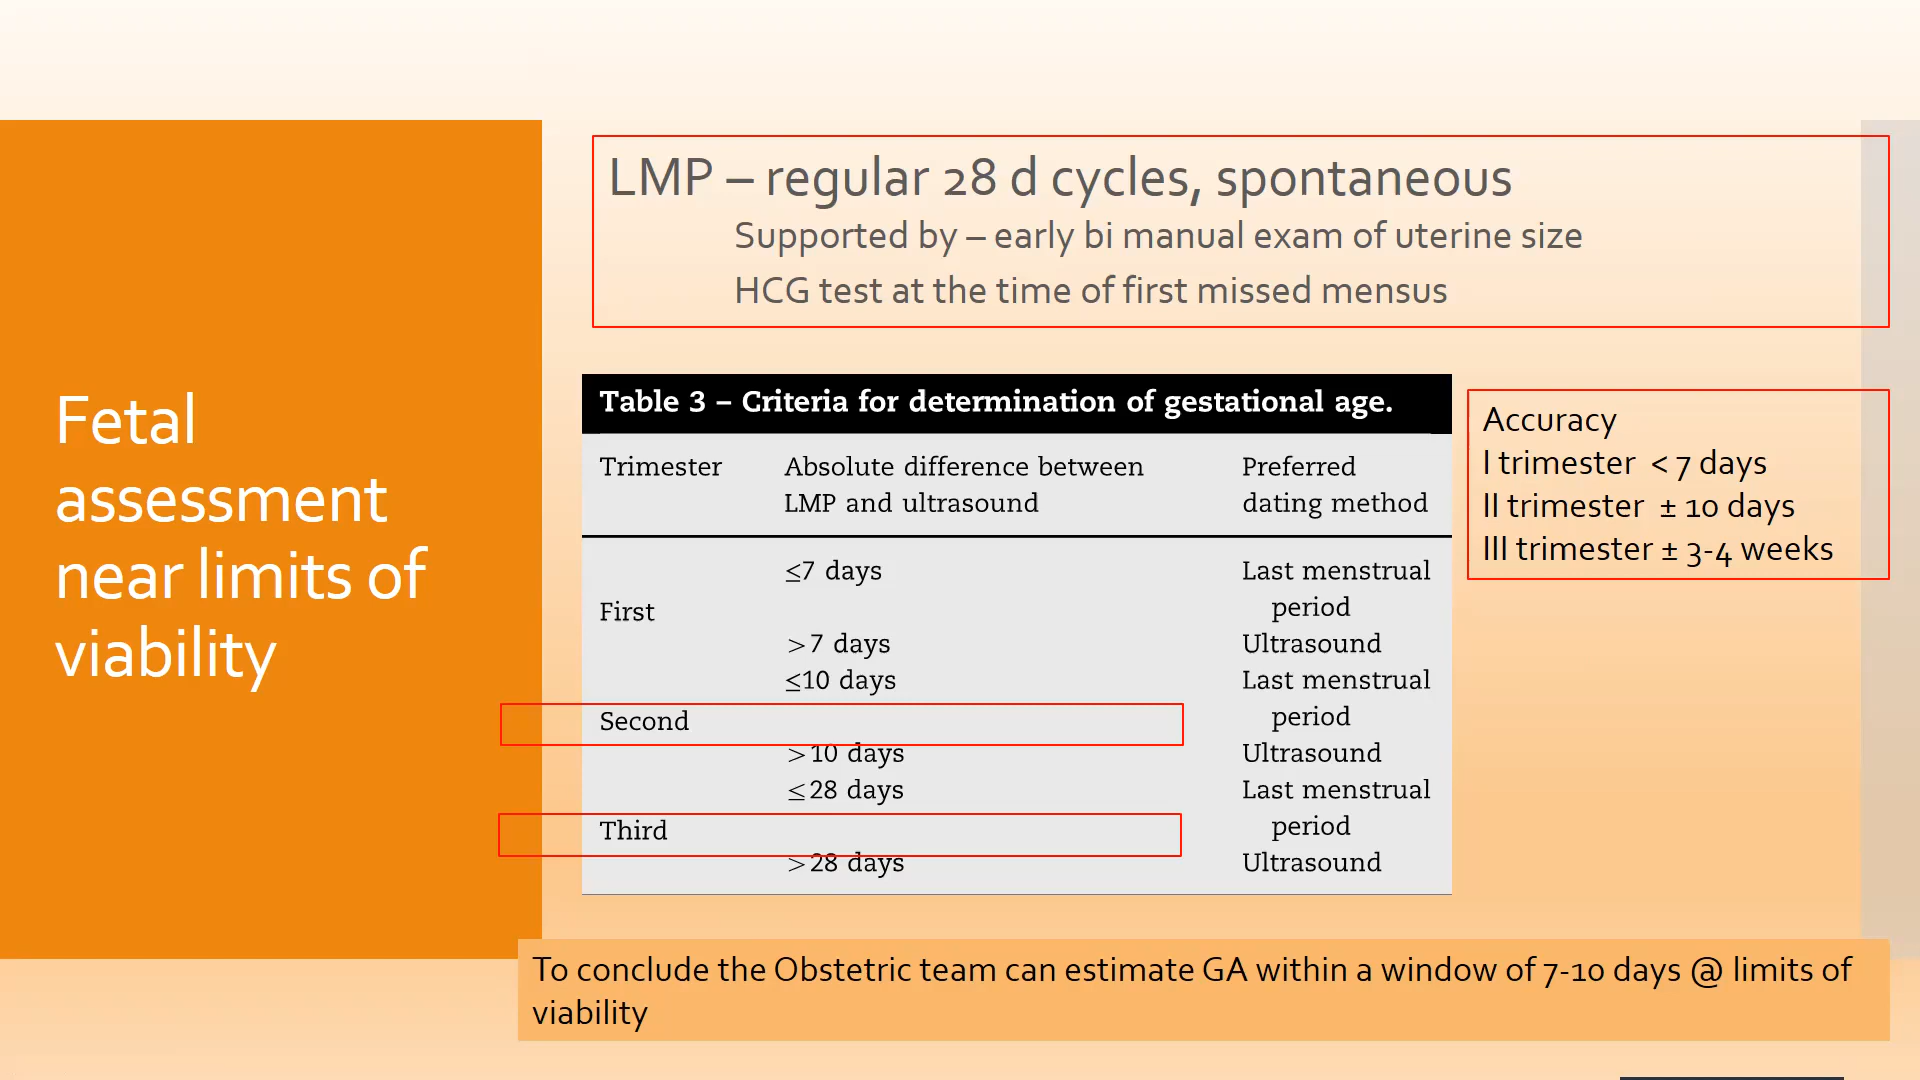 Fetal
assessment
near limits of
viability
LMP – regular 28 d cycles, spontaneous
Supported by – early bi manual exam of uterine size
HCG test at the time of first missed mensus
Table 3 – Criteria for determination of gestational age.
Trimester Absolute difference between Preferred
LMP and ultrasound dating method
≤7 days Last menstrual
First period
>7 days Ultrasound
≤10 days Last menstrual
Second period
>10 days Ultrasound
≤28 days Last menstrual
Third period
>28 days Ultrasound
Accuracy
I trimester < 7 days
II trimester ± 10 days
III trimester ± 3-4 weeks
To conclude the Obstetric team can estimate GA within a window of 7-10 days @ limits of
viability